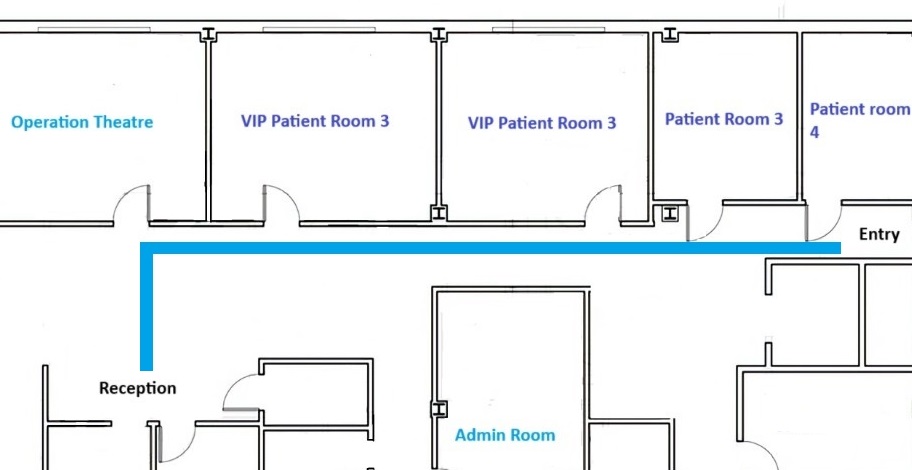 Operation Theatre
VIP Patient Room 3
VIP Patient Room 3
Patient Room 3
Patient room
4
Entry
Reception
Admin Room